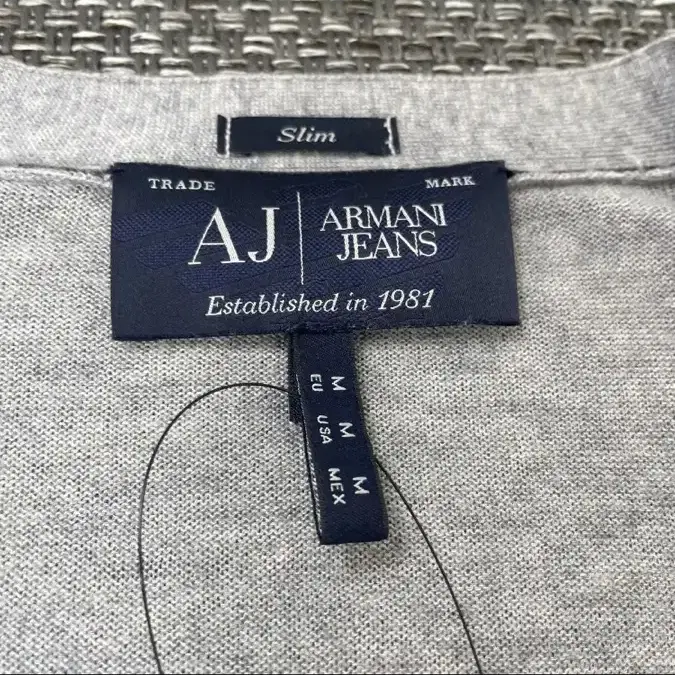 Slim
TRADE MARK
AJ ARMANI
JEANS
Established in 1981
M M M
EU USA MEX